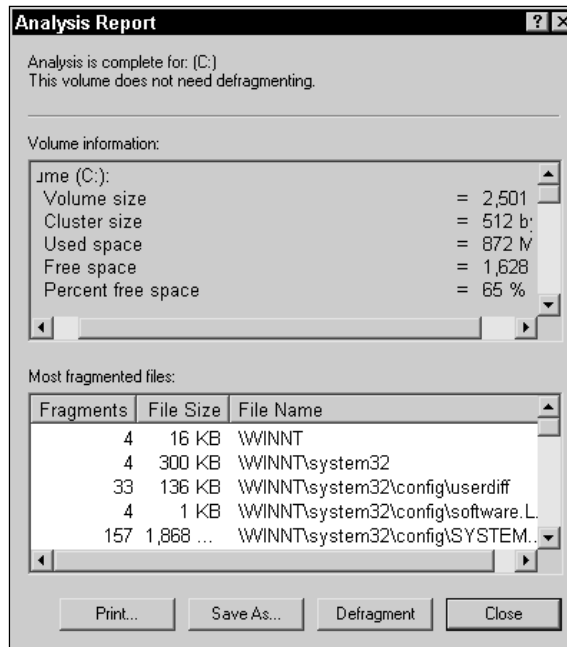 Analysis Report
Analysis is complete for: (C:)
This volume does not need defragmenting.
Volume information:
ume (C:):
Volume size = 2,501
Cluster size = 512 by
Used space = 872 M
Free space = 1,628
Percent free space = 65 %
Most fragmented files:
Fragments File Size File Name
4 16 KB \WINNT
4 300 KB \WINNT\system32
33 136 KB \WINNT\system32\config\userdiff
4 1 KB \WINNT\system32\config\software.L
157 1,868 ... \WINNT\system32\config\SYSTEM..
Print... Save As... Defragment Close